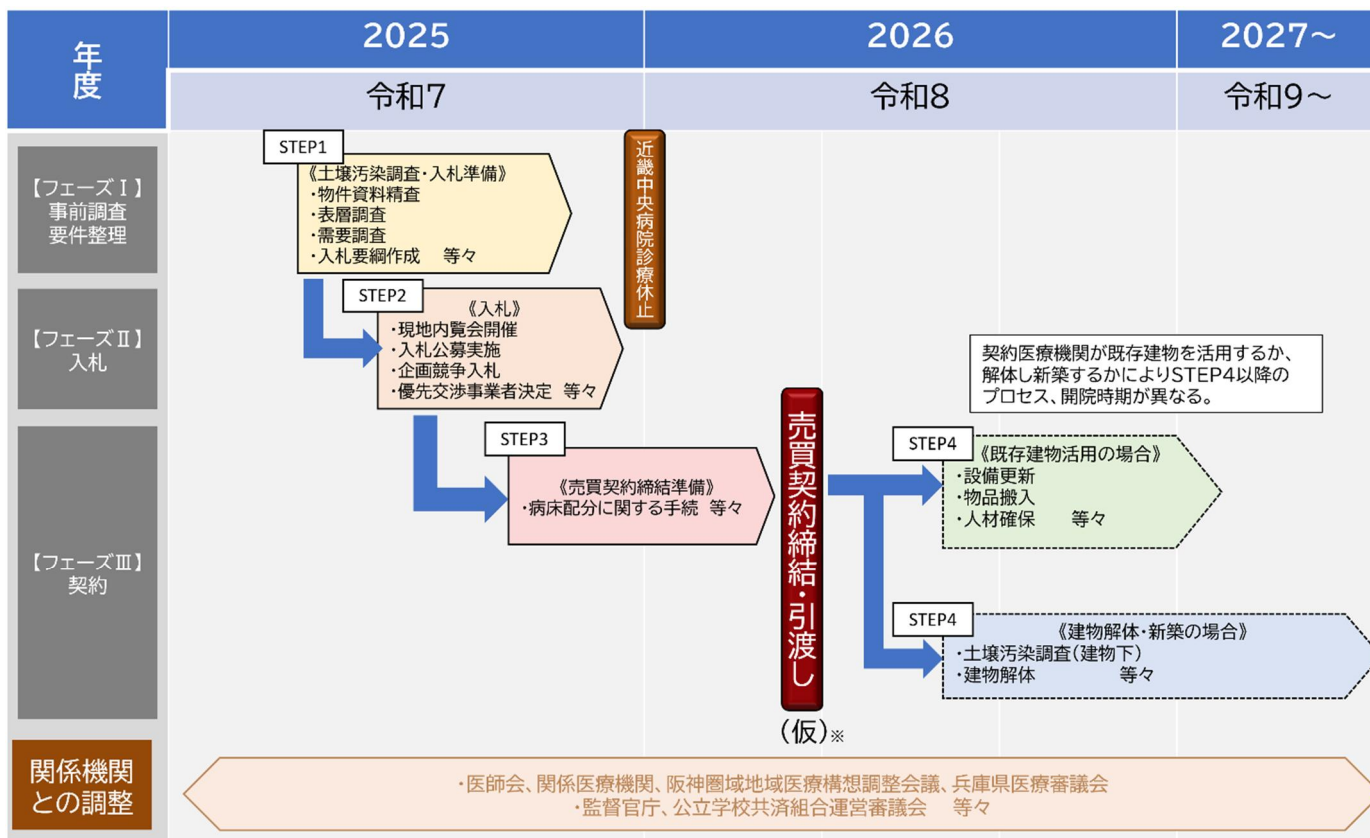 年度
2025
2026
2027～
令和7
令和8
令和9～
【フェーズⅠ】
事前調査
要件整理
STEP1
《土壌汚染調査・入札準備》
・物件資料精査
・表層調査
・需要調査
・入札要綱作成 等々
近畿中央病院診療休止
【フェーズⅡ】
入札
STEP2
《入札》
・現地内覧会開催
・入札公募実施
・企画競争入札
・優先交渉事業者決定 等々
契約医療機関が既存建物を活用するか、
解体し新築するかによりSTEP4以降の
プロセス、開院時期が異なる。
【フェーズⅢ】
契約
STEP3
《売買契約締結準備》
・病床配分に関する手続 等々
売買契約締結・引渡し
(仮)※
STEP4
《既存建物活用の場合》
・設備更新
・物品搬入
・人材確保 等々
STEP4
《建物解体・新築の場合》
・土壌汚染調査(建物下)
・建物解体 等々
関係機関
との調整
・医師会、関係医療機関、阪神圏域地域医療構想調整会議、兵庫県医療審議会
・監督官庁、公立学校共済組合運営審議会 等々